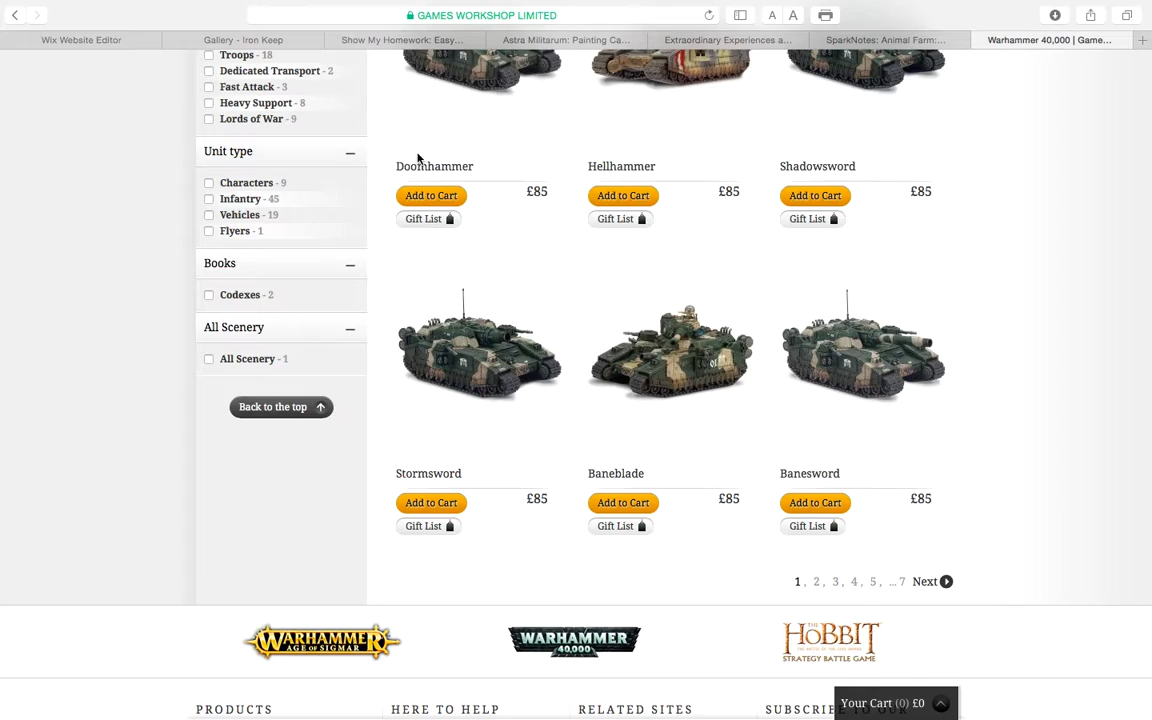 GAMES WORKSHOP LIMITED
A A
Wix Website Editor
Gallery - Iron Keep
Show My Homework: Easy...
Astra Militarum: Painting Ca...
Extraordinary Experiences a...
SparkNotes: Animal Farm:...
Warhammer 40,000 | Game...
Troops - 18
Dedicated Transport - 2
Fast Attack - 3
Heavy Support - 8
Lords of War - 9
Unit type
Characters - 9
Infantry - 45
Vehicles - 19
Flyers - 1
Books
Codexes - 2
All Scenery
All Scenery - 1
Back to the top
Doomhammer
Add to Cart £85
Gift List
Hellhammer
Add to Cart £85
Gift List
Shadowsword
Add to Cart £85
Gift List
Stormsword
Add to Cart £85
Gift List
Baneblade
Add to Cart £85
Gift List
Banesword
Add to Cart £85
Gift List
1 , 2 , 3 , 4 , 5 , ... 7 Next
WARHAMMER
AGE OF SIGMAR
WARHAMMER
40,000
THE
HOBBIT
STRATEGY BATTLE GAME
PRODUCTS
HERE TO HELP
RELATED SITES
SUBSCRIBE TO OUR
Your Cart (0) £0